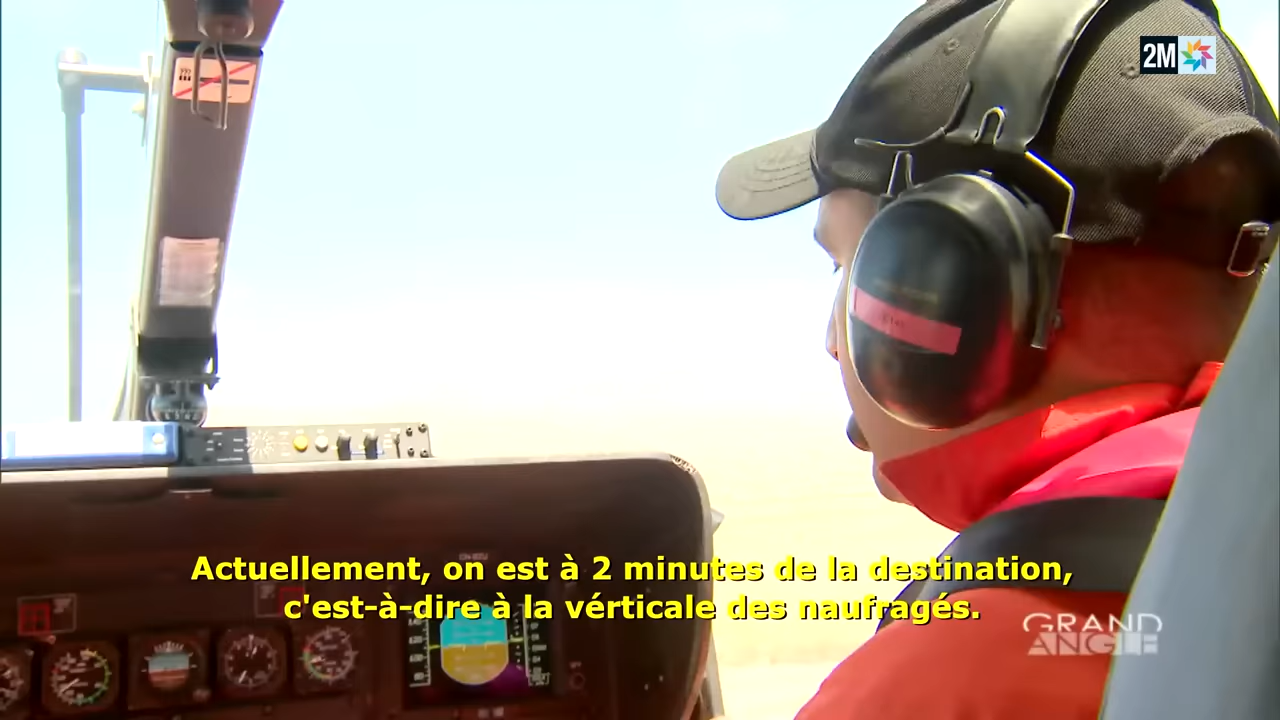 2M
Actuellement, on est à 2 minutes de la destination,
c'est-à-dire à la vérticale des naufragés.
GRAND
ANGLE